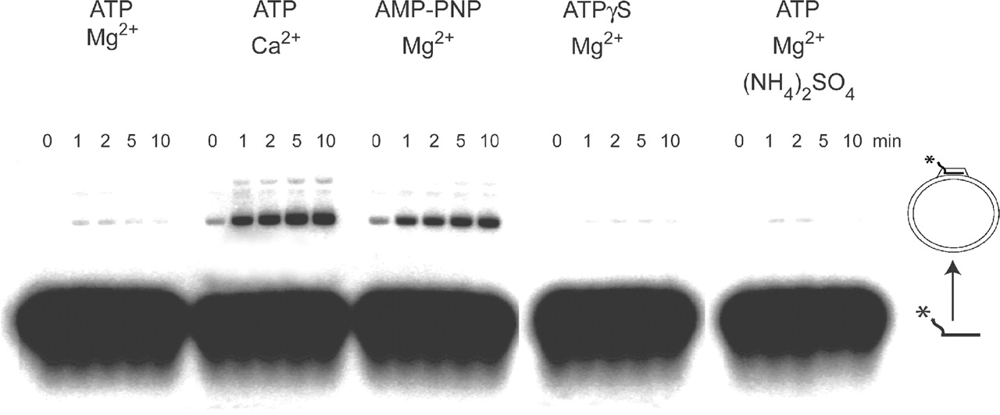 ATP ATP AMP-PNP ATPγS ATP
Mg²⁺ Ca²⁺ Mg²⁺ Mg²⁺ Mg²⁺
(NH₄)₂SO₄
0 1 2 5 10 0 1 2 5 10 0 1 2 5 10 0 1 2 5 10 0 1 2 5 10 min
*
*